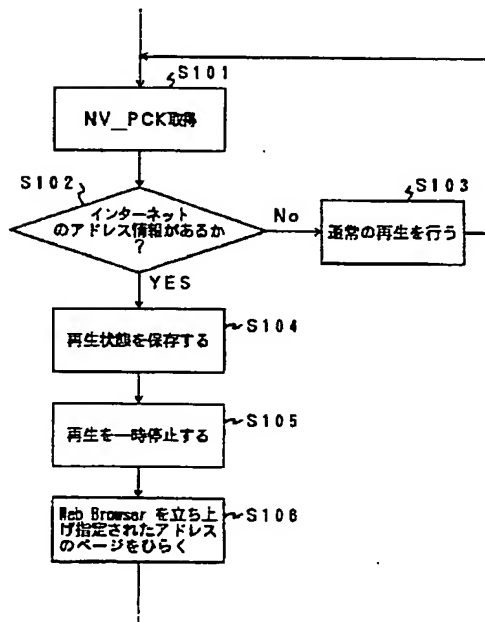 S101
NV_PCK取得
S102
インターネット
のアドレス情報があるか
?
No
S103
通常の再生を行う
YES
再生状態を保存する
S104
再生を一時停止する
S105
Web Browser を立ち上
げ指定されたアドレス
のページをひらく
S106